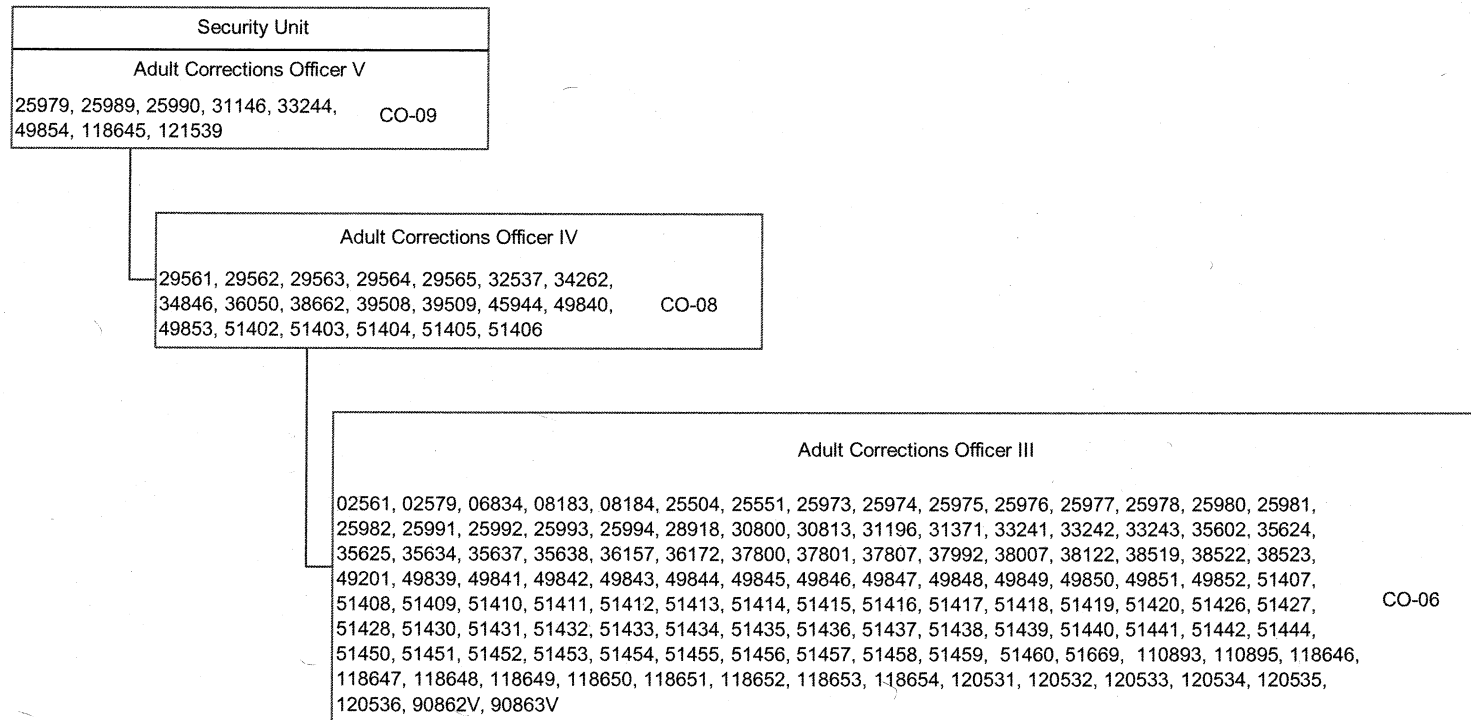 Security Unit
Adult Corrections Officer V
25979, 25989, 25990, 31146, 33244,
49854, 118645, 121539
CO-09
Adult Corrections Officer IV
29561, 29562, 29563, 29564, 29565, 32537, 34262,
34846, 36050, 38662, 39508, 39509, 45944, 49840,
49853, 51402, 51403, 51404, 51405, 51406
CO-08
Adult Corrections Officer III
02561, 02579, 06834, 08183, 08184, 25504, 25551, 25973, 25974, 25975, 25976, 25977, 25978, 25980, 25981,
25982, 25991, 25992, 25993, 25994, 28918, 30800, 30813, 31196, 31371, 33241, 33242, 33243, 35602, 35624,
35625, 35634, 35637, 35638, 36157, 36172, 37800, 37801, 37807, 37992, 38007, 38122, 38519, 38522, 38523,
49201, 49839, 49841, 49842, 49843, 49844, 49845, 49846, 49847, 49848, 49849, 49850, 49851, 49852, 51407,
51408, 51409, 51410, 51411, 51412, 51413, 51414, 51415, 51416, 51417, 51418, 51419, 51420, 51426, 51427,
51428, 51430, 51431, 51432, 51433, 51434, 51435, 51436, 51437, 51438, 51439, 51440, 51441, 51442, 51444,
51450, 51451, 51452, 51453, 51454, 51455, 51456, 51457, 51458, 51459, 51460, 51669, 110893, 110895, 118646,
118647, 118648, 118649, 118650, 118651, 118652, 118653, 118654, 120531, 120532, 120533, 120534, 120535,
120536, 90862V, 90863V
CO-06